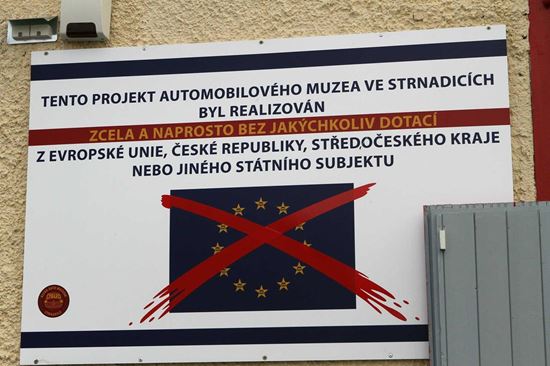 TENTO PROJEKT AUTOMOBILOVÉHO MUZEA VE STRNADICÍCH
BYL REALIZOVÁN
ZCELA A NAPROSTO BEZ JAKÝCHKOLIV DOTACÍ
Z EVROPSKÉ UNIE, ČESKÉ REPUBLIKY, STŘEDOČESKÉHO KRAJE
NEBO JINÉHO STÁTNÍHO SUBJEKTU